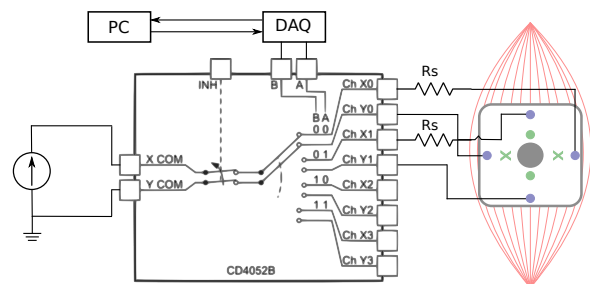 PC
DAQ
INH
B
A
Ch X0
Rs
B A
Ch Y0
0 0
Ch X1
Rs
X COM
0 1
Ch Y1
Y COM
1 0
Ch X2
1 1
Ch Y2
Ch X3
CD4052B
Ch Y3